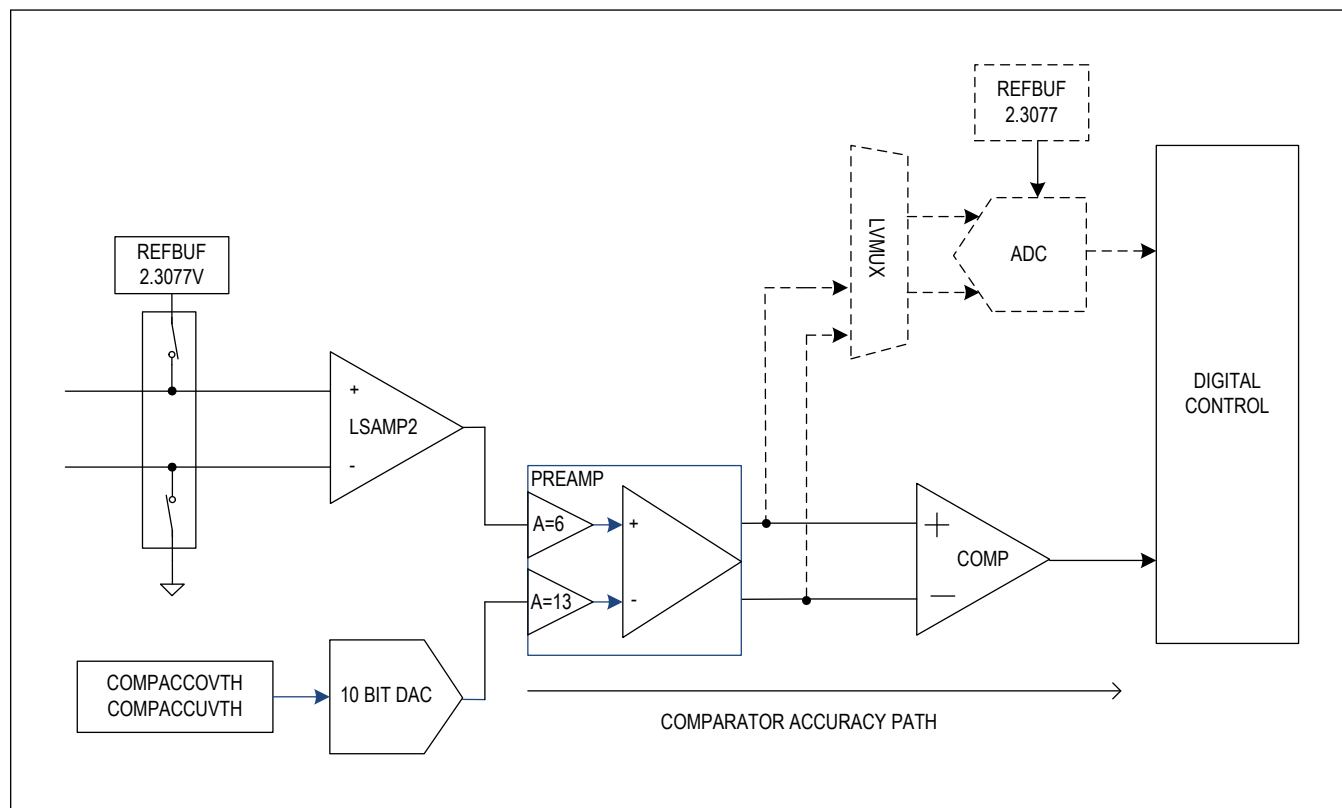 REFBUF
2.3077
LVMUX
ADC
REFBUF
2.3077V
DIGITAL
CONTROL
+
LSAMP2
-
PREAMP
A=6
+
A=13
-
+
COMP
—
COMPACCOVTH
COMPACCUVTH
10 BIT DAC
COMPARATOR ACCURACY PATH